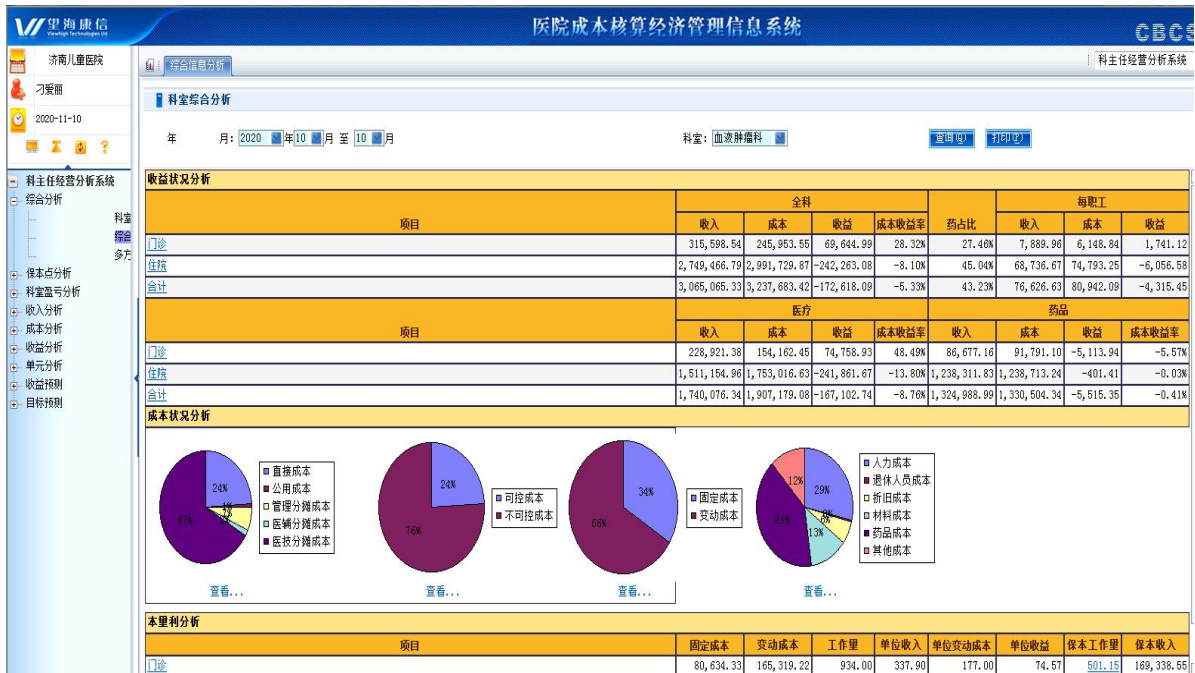 望海康信
Viewhigh Technologies Ltd
医院成本核算经济管理信息系统
CBCS
济南儿童医院
刁爱丽
2020-11-10
综合信息分析
科主任经营分析系统
科室综合分析
年 月: 2020 年 10 月 至 10 月
科室: 血液肿瘤科
查询(Q) 打印(P)
科主任经营分析系统
综合分析
科室
综合
多方
保本点分析
科室盈亏分析
收入分析
成本分析
收益分析
单元分析
收益预测
目标预测
收益状况分析
项目 全科 药占比 每职工
收入 成本 收益 成本收益率 收入 成本 收益
门诊 315,598.54 245,953.55 69,644.99 28.32% 27.46% 7,889.96 6,148.84 1,741.12
住院 2,749,466.79 2,991,729.87 -242,263.08 -8.10% 45.04% 68,736.67 74,793.25 -6,056.58
合计 3,065,065.33 3,237,683.42 -172,618.09 -5.33% 43.23% 76,626.63 80,942.09 -4,315.45
项目 医疗 药品
收入 成本 收益 成本收益率 收入 成本 收益 成本收益率
门诊 228,921.38 154,162.45 74,758.93 48.49% 86,677.16 91,791.10 -5,113.94 -5.57%
住院 1,511,154.96 1,753,016.63 -241,861.67 -13.80% 1,238,311.83 1,238,713.24 -401.41 -0.03%
合计 1,740,076.34 1,907,179.08 -167,102.74 -8.76% 1,324,988.99 1,330,504.34 -5,515.35 -0.41%
成本状况分析
24%
67%
直接成本
公用成本
管理分摊成本
医辅分摊成本
医技分摊成本
24%
76%
可控成本
不可控成本
34%
66%
固定成本
变动成本
12%
29%
41%
13%
人力成本
退休人员成本
折旧成本
材料成本
药品成本
其他成本
查看... 查看... 查看... 查看...
本量利分析
项目 固定成本 变动成本 工作量 单位收入 单位变动成本 单位收益 保本工作量 保本收入
门诊 80,634.33 165,319.22 934.00 337.90 177.00 74.57 501.15 169,338.55